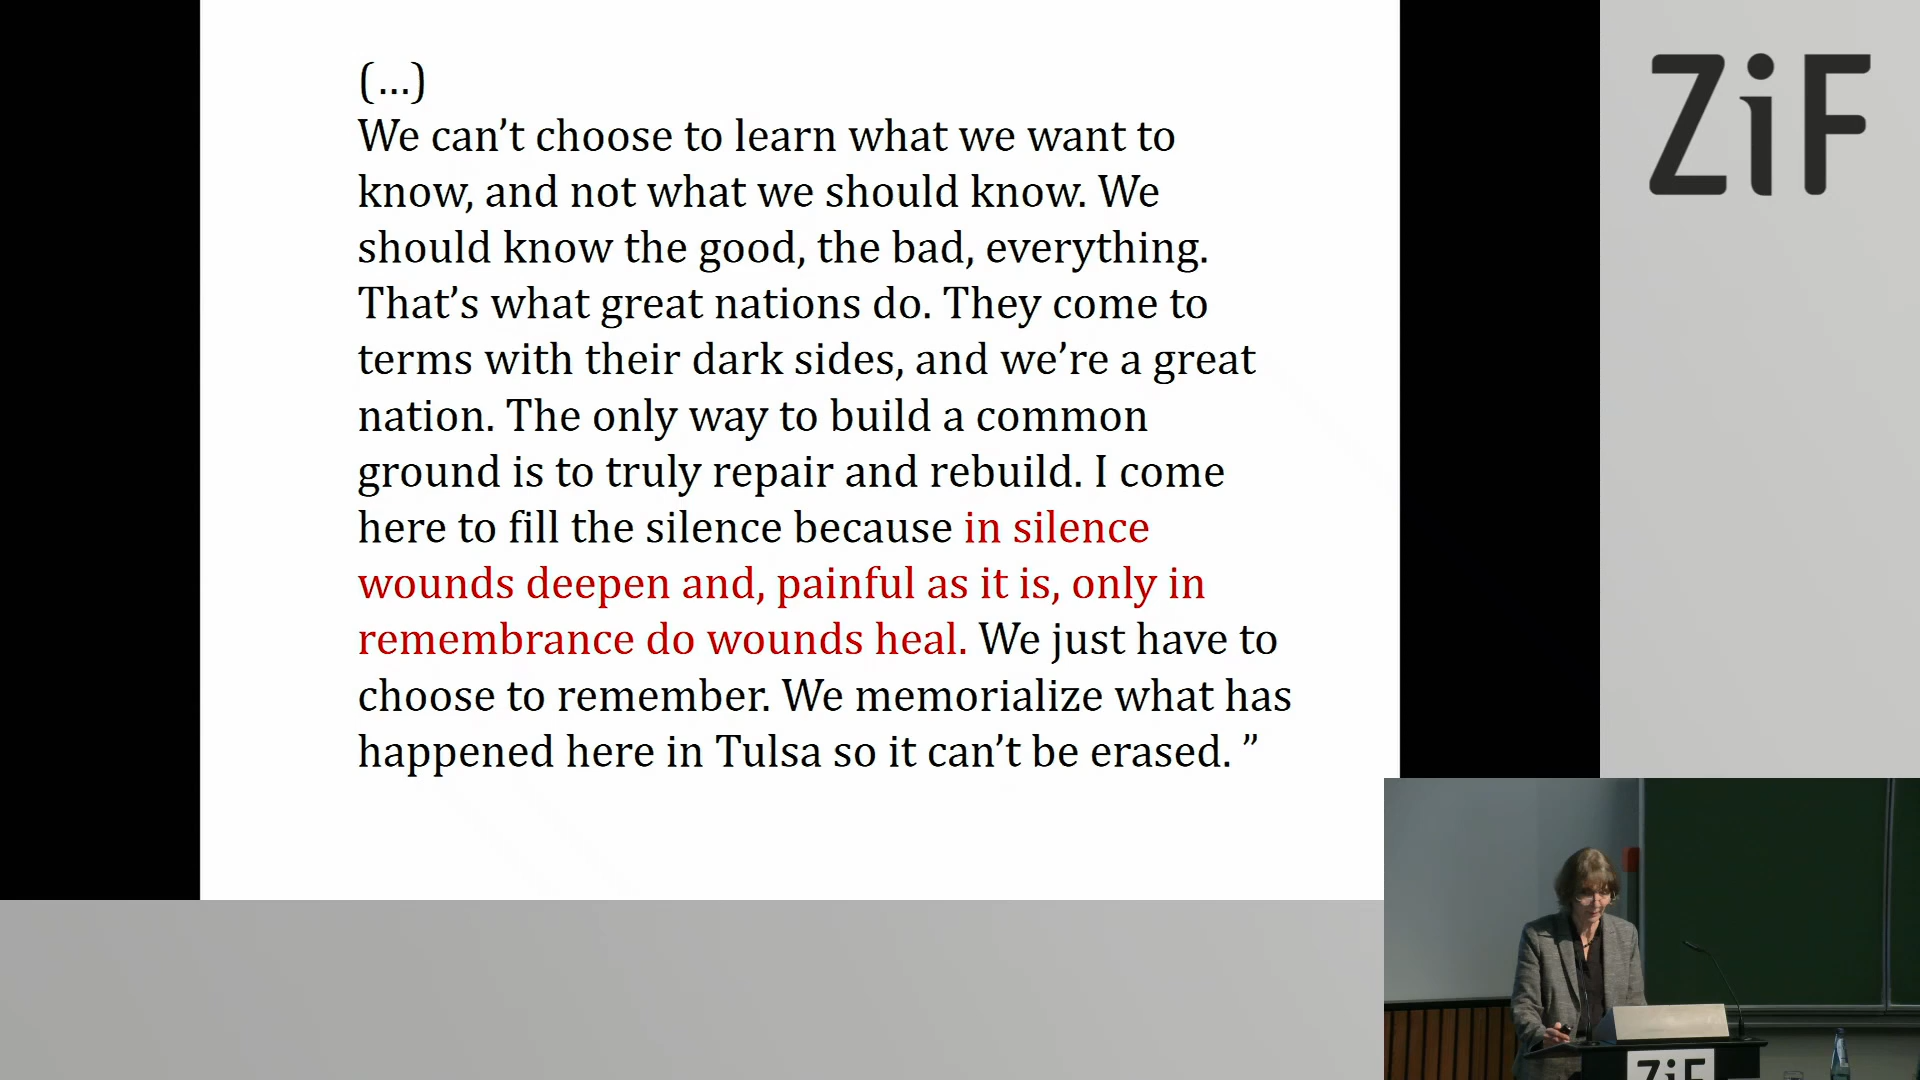 (...)
We can’t choose to learn what we want to
know, and not what we should know. We
should know the good, the bad, everything.
That’s what great nations do. They come to
terms with their dark sides, and we’re a great
nation. The only way to build a common
ground is to truly repair and rebuild. I come
here to fill the silence because in silence
wounds deepen and, painful as it is, only in
remembrance do wounds heal. We just have to
choose to remember. We memorialize what has
happened here in Tulsa so it can’t be erased. ”
ZiF
ZiF